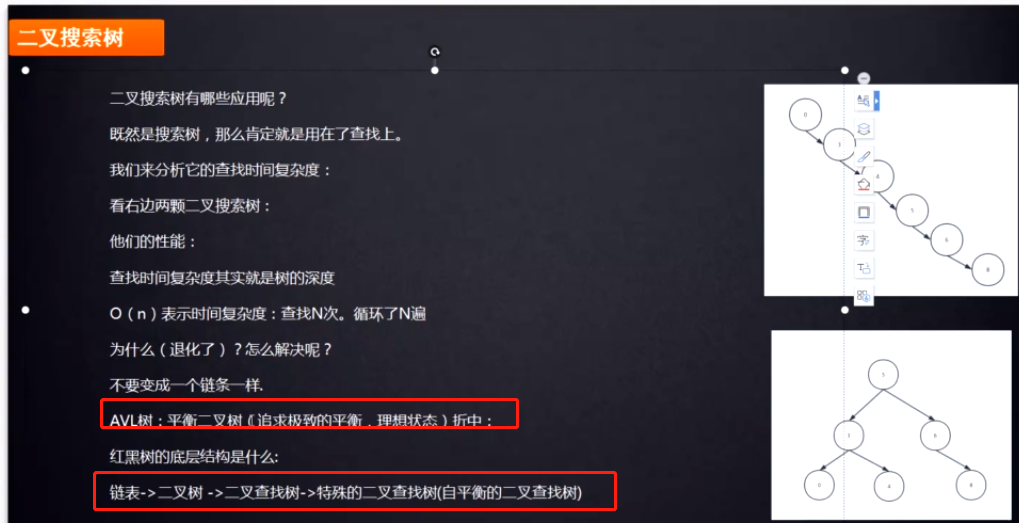 二叉搜索树
二叉搜索树有哪些应用呢？
既然是搜索树，那么肯定就是用在了查找上。
我们来分析它的查找时间复杂度：
看右边两颗二叉搜索树：
他们的性能：
查找时间复杂度其实就是树的深度
O（n）表示时间复杂度：查找N次。循环了N遍
为什么（退化了）？怎么解决呢？
不要变成一个链条一样.
AVL树：平衡二叉树（追求极致的平衡，理想状态）折中；
红黑树的底层结构是什么:
链表->二叉树 ->二叉查找树->特殊的二叉查找树(自平衡的二叉查找树)
0
4
5
6
8
5
6
0
4
8